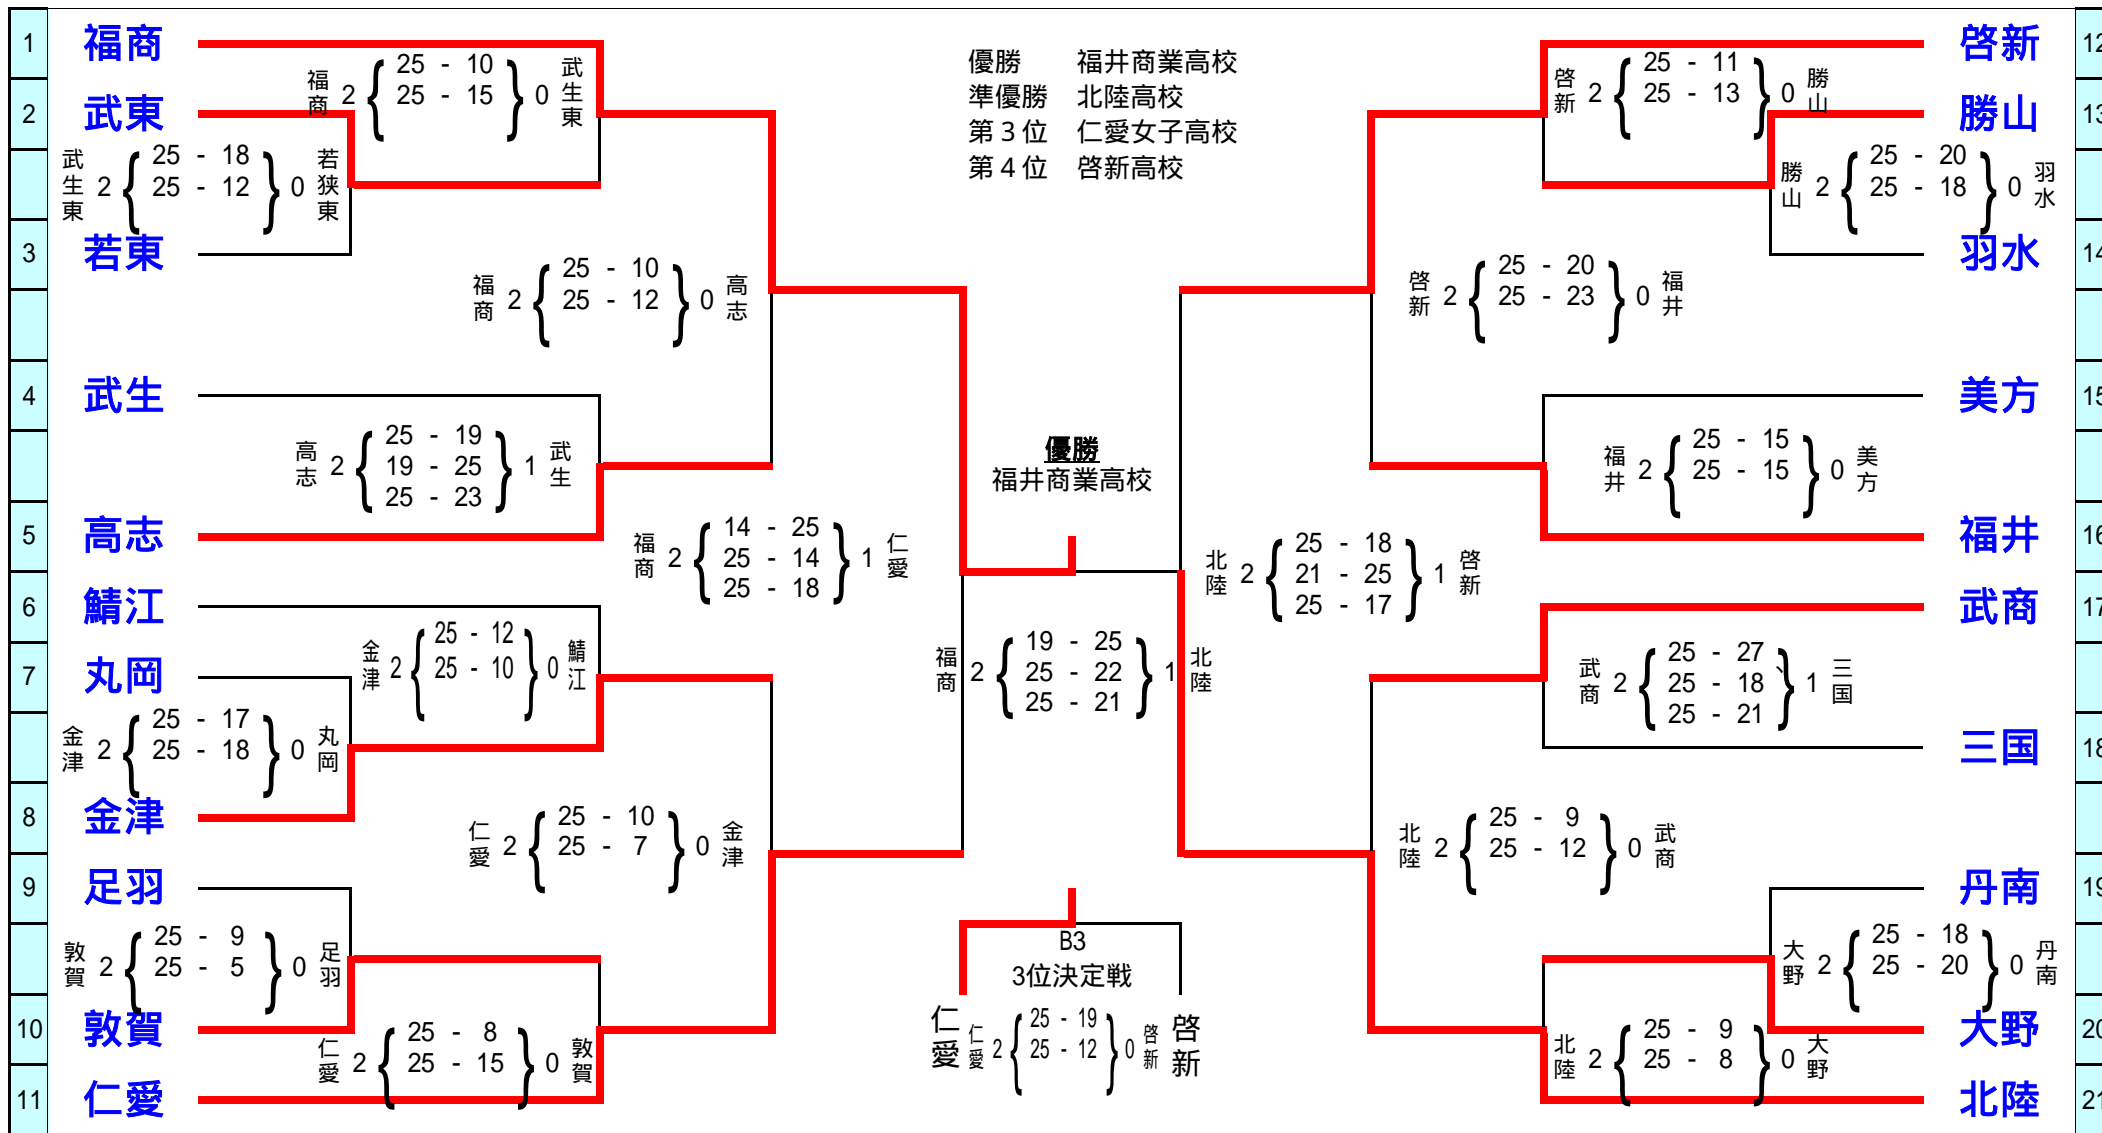 1 福商
2 武東
3 若東
4 武生
5 高志
6 鯖江
7 丸岡
8 金津
9 足羽
10 敦賀
11 仁愛
福商 2 { 25 - 10 } 0 武生東
25 - 15
武生東 2 { 25 - 18 } 0 若狭東
25 - 12
福商 2 { 25 - 10 } 0 高志
25 - 12
高志 2 { 25 - 19 } 1 武生
19 - 25
25 - 23
福商 2 { 14 - 25 } 1 仁愛
25 - 14
25 - 18
金津 2 { 25 - 12 } 0 鯖江
25 - 10
金津 2 { 25 - 17 } 0 丸岡
25 - 18
仁愛 2 { 25 - 10 } 0 金津
25 - 7
敦賀 2 { 25 - 9 } 0 足羽
25 - 5
仁愛 2 { 25 - 8 } 0 敦賀
25 - 15
優勝 福井商業高校
準優勝 北陸高校
第3位 仁愛女子高校
第4位 啓新高校
優勝
福井商業高校
福商 2 { 19 - 25 } 1 北陸
25 - 22
25 - 21
B3
3位決定戦
仁愛 仁愛 2 { 25 - 19 } 0 啓新 啓新
25 - 12
啓新 12
勝山 13
羽水 14
美方 15
福井 16
武商 17
三国 18
丹南 19
大野 20
北陸 21
啓新 2 { 25 - 11 } 0 勝山
25 - 13
勝山 2 { 25 - 20 } 0 羽水
25 - 18
啓新 2 { 25 - 20 } 0 福井
25 - 23
福井 2 { 25 - 15 } 0 美方
25 - 15
北陸 2 { 25 - 18 } 1 啓新
21 - 25
25 - 17
武商 2 { 25 - 27 } 1 三国
25 - 18
25 - 21
北陸 2 { 25 - 9 } 0 武商
25 - 12
大野 2 { 25 - 18 } 0 丹南
25 - 20
北陸 2 { 25 - 9 } 0 大野
25 - 8